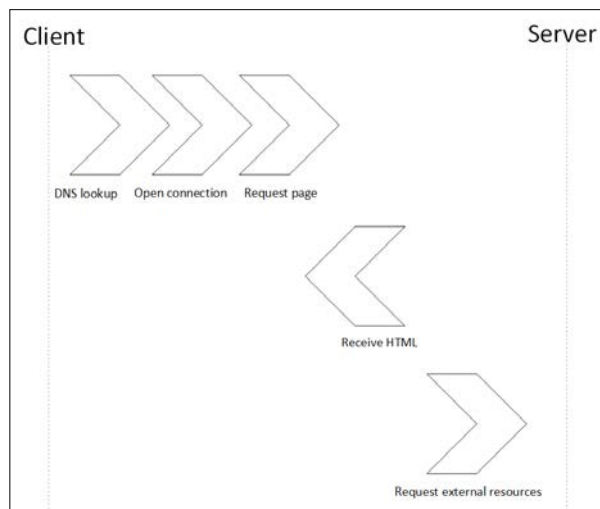 Client
Server
DNS lookup
Open connection
Request page
Receive HTML
Request external resources